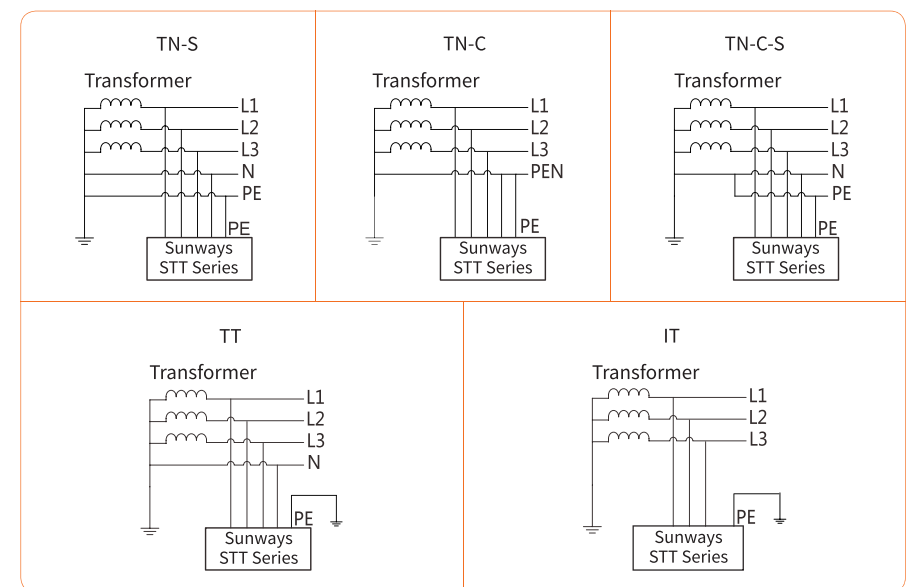 TN-S
Transformer
L1
L2
L3
N
PE
PE
Sunways
STT Series
TN-C
Transformer
L1
L2
L3
PEN
PE
Sunways
STT Series
TN-C-S
Transformer
L1
L2
L3
N
PE
PE
Sunways
STT Series
TT
Transformer
L1
L2
L3
N
PE
Sunways
STT Series
IT
Transformer
L1
L2
L3
PE
Sunways
STT Series